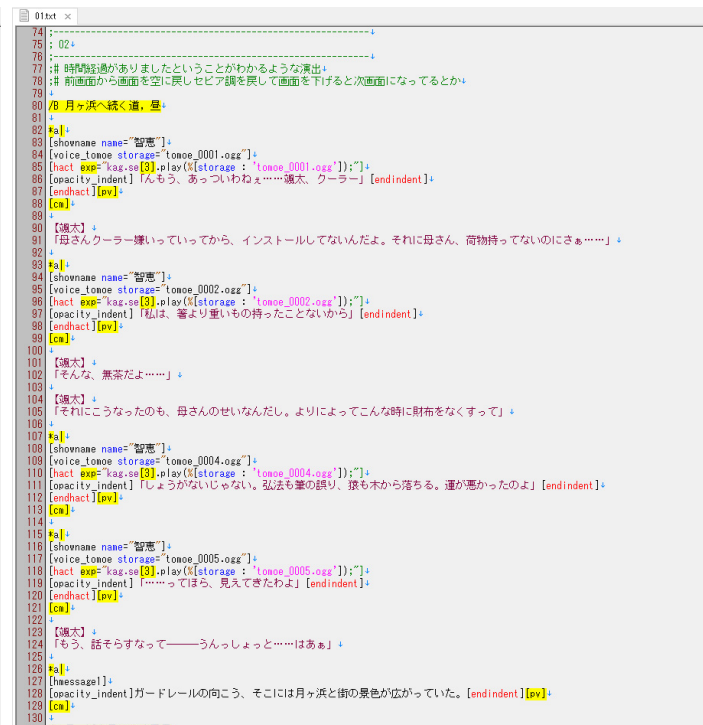 01.txt ×
74 ;-----------------------------------------------------------↓
75 ; 02↓
76 ;-----------------------------------------------------------↓
77 ;# 時間経過がありましたということがわかるような演出↓
78 ;# 前画面から画面を空に戻しセピア調を戻して画面を下げると次画面になってるとか↓
79 ↓
80 /B 月ヶ浜へ続く道，昼↓
81 ↓
82 *a|↓
83 [showname name="智恵"]↓
84 [voice_tomoe storage="tomoe_0001.ogg"]↓
85 [hact exp="kag.se[3].play(%[storage : 'tomoe_0001.ogg']);"]↓
86 [opacity_indent]「んもう、あっついわねぇ……颯太、クーラー」[endindent]↓
87 [endhact][pv]↓
88 [cm]↓
89 ↓
90 【颯太】↓
91 「母さんクーラー嫌いっていってから、インストールしてないんだよ。それに母さん、荷物持ってないのにさぁ……」↓
92 ↓
93 *a|↓
94 [showname name="智恵"]↓
95 [voice_tomoe storage="tomoe_0002.ogg"]↓
96 [hact exp="kag.se[3].play(%[storage : 'tomoe_0002.ogg']);"]↓
97 [opacity_indent]「私は、箸より重いもの持ったことないから」[endindent]↓
98 [endhact][pv]↓
99 [cm]↓
100 ↓
101 【颯太】↓
102 「そんな、無茶だよ……」↓
103 ↓
104 【颯太】↓
105 「それにこうなったのも、母さんのせいなんだし。よりによってこんな時に財布をなくすって」↓
106 ↓
107 *a|↓
108 [showname name="智恵"]↓
109 [voice_tomoe storage="tomoe_0004.ogg"]↓
110 [hact exp="kag.se[3].play(%[storage : 'tomoe_0004.ogg']);"]↓
111 [opacity_indent]「しょうがないじゃない。弘法も筆の誤り、猿も木から落ちる。運が悪かったのよ」[endindent]↓
112 [endhact][pv]↓
113 [cm]↓
114 ↓
115 *a|↓
116 [showname name="智恵"]↓
117 [voice_tomoe storage="tomoe_0005.ogg"]↓
118 [hact exp="kag.se[3].play(%[storage : 'tomoe_0005.ogg']);"]↓
119 [opacity_indent]「……ってほら、見えてきたわよ」[endindent]↓
120 [endhact][pv]↓
121 [cm]↓
122 ↓
123 【颯太】↓
124 「もう、話そらすなって―――うんっしょっと……はあぁ」↓
125 ↓
126 *a|↓
127 [hmessage1]↓
128 [opacity_indent]ガードレールの向こう、そこには月ヶ浜と街の景色が広がっていた。[endindent][pv]↓
129 [cm]↓
130 ↓